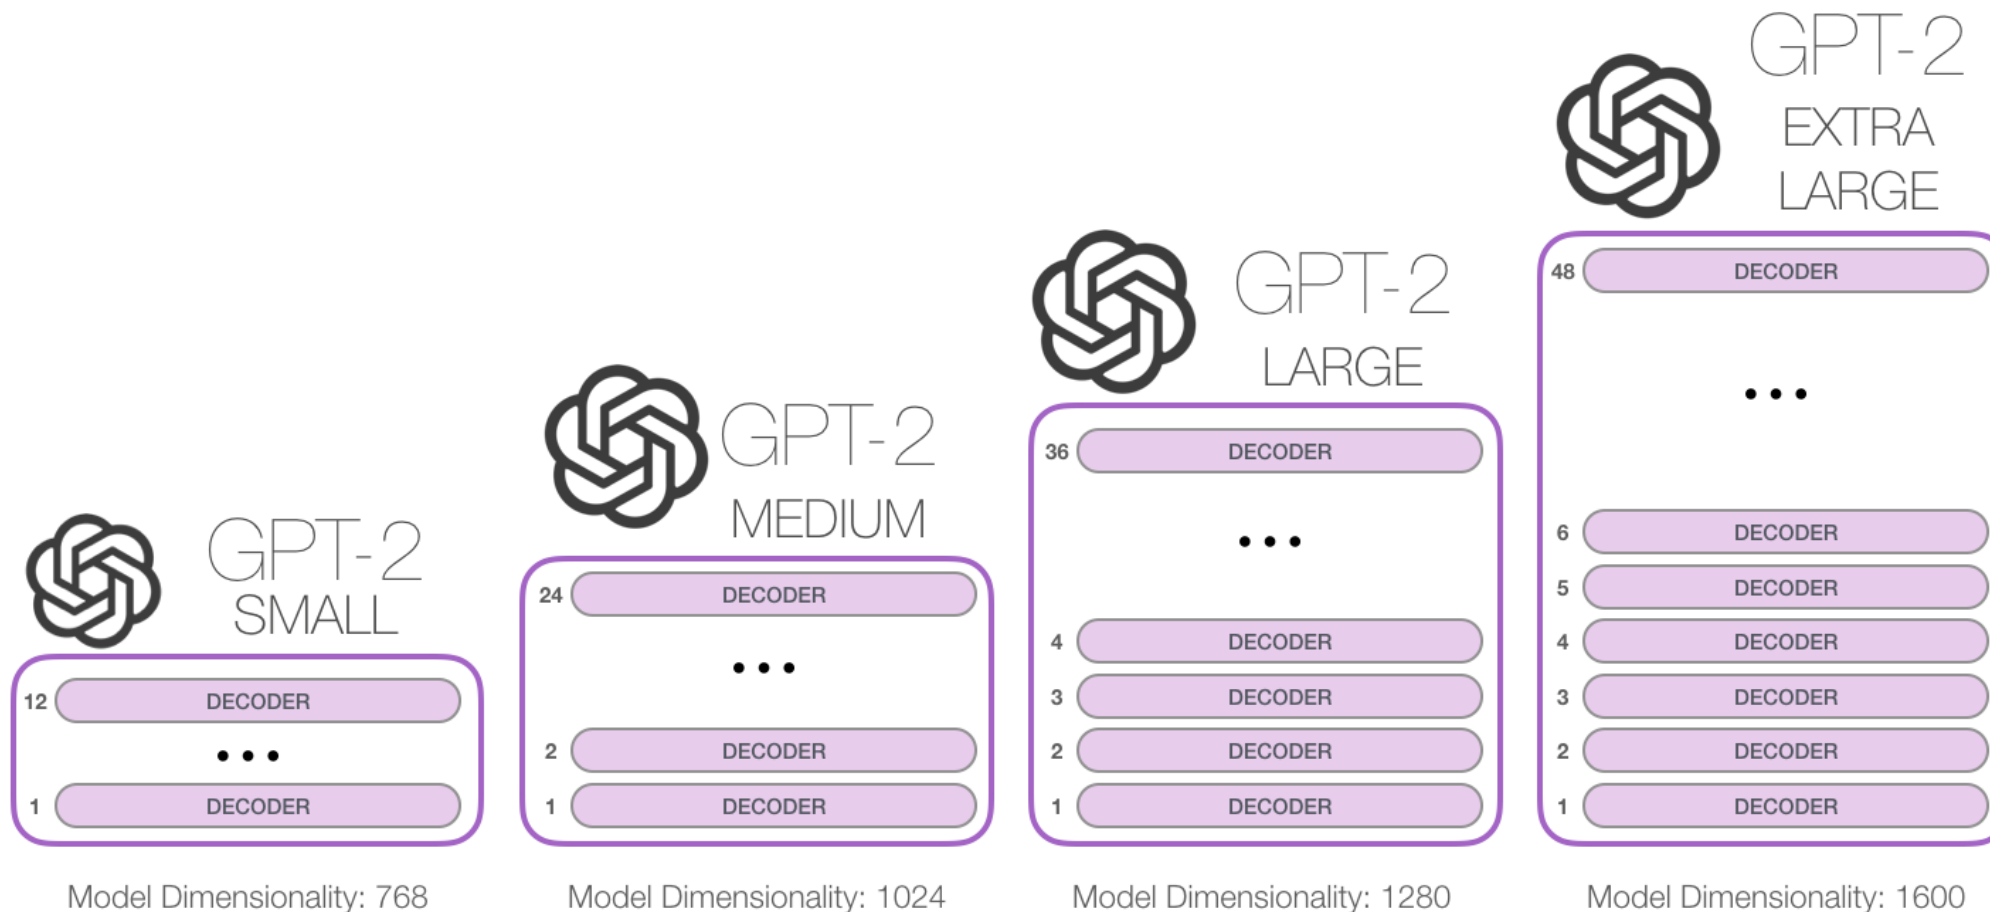 GPT-2
SMALL
12 DECODER
1 DECODER
Model Dimensionality: 768
GPT-2
MEDIUM
24 DECODER
2 DECODER
1 DECODER
Model Dimensionality: 1024
GPT-2
LARGE
36 DECODER
4 DECODER
3 DECODER
2 DECODER
1 DECODER
Model Dimensionality: 1280
GPT-2
EXTRA
LARGE
48 DECODER
6 DECODER
5 DECODER
4 DECODER
3 DECODER
2 DECODER
1 DECODER
Model Dimensionality: 1600